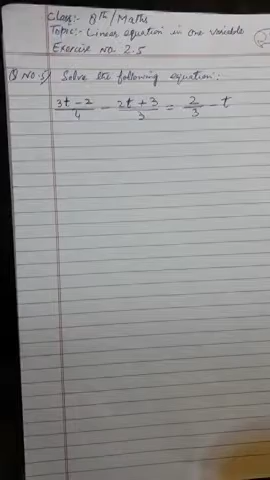 Class:- 8th/Maths
Topic:- Linear equation in one variable
Exercise NO. 2.5
Q NO.5) Solve the following equation:
3t - 2 / 4 - 2t + 3 / 3 = 2 / 3 - t